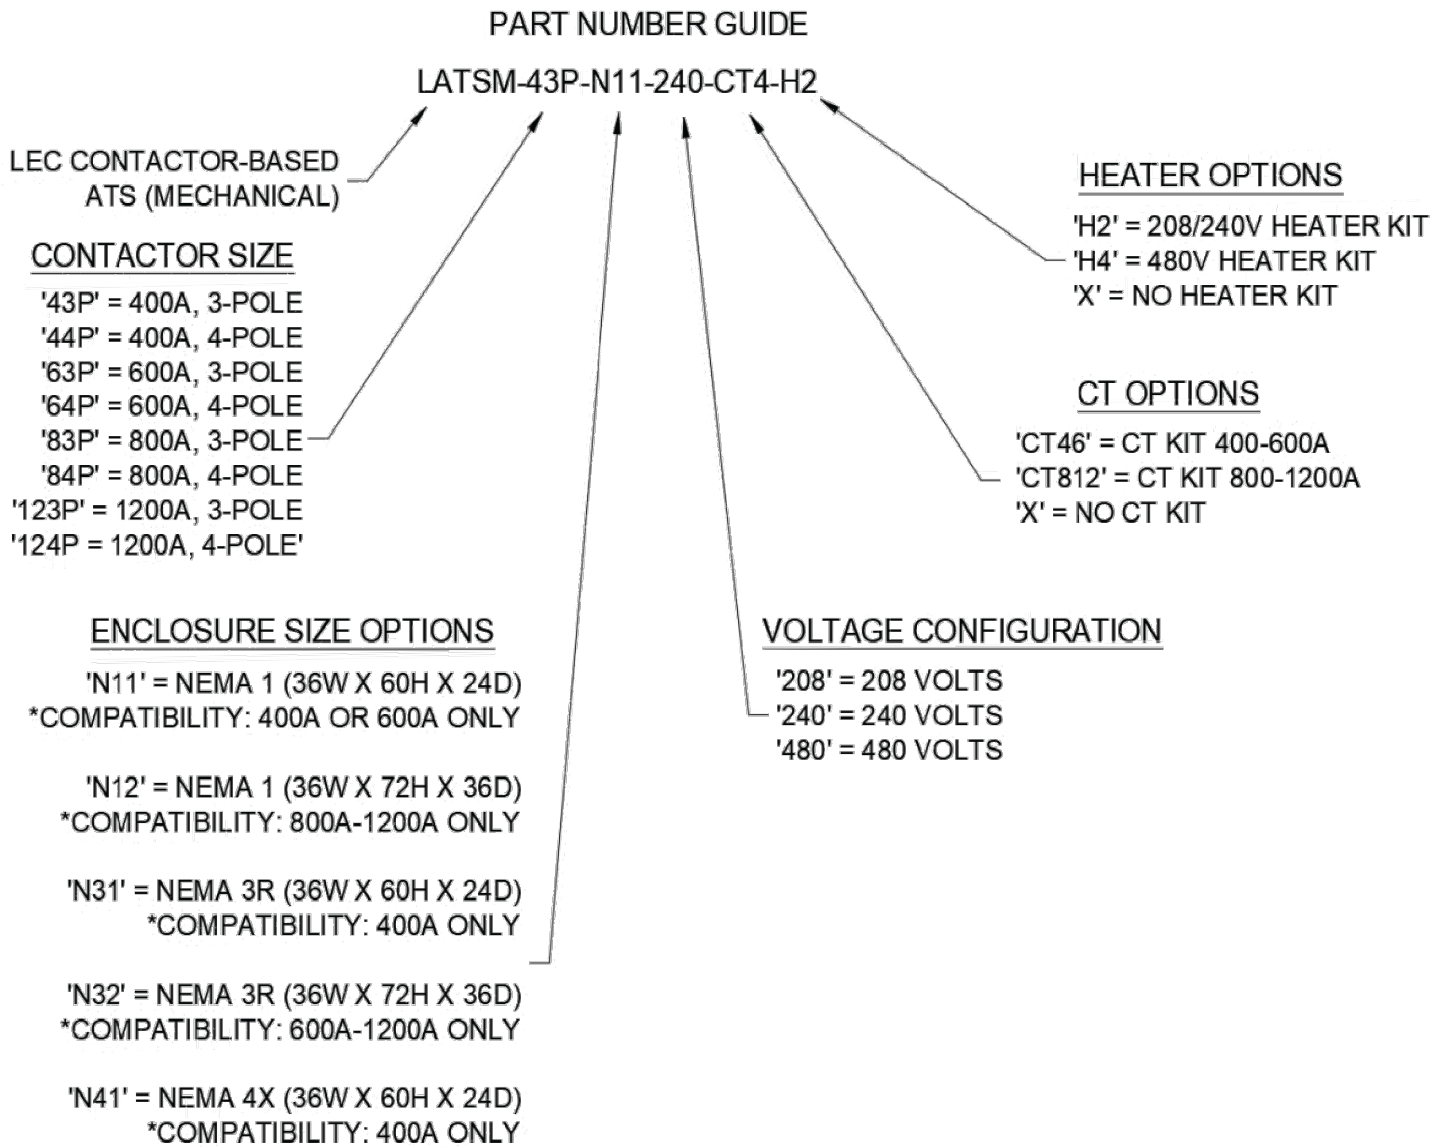 PART NUMBER GUIDE
LATSM-43P-N11-240-CT4-H2
LEC CONTACTOR-BASED
ATS (MECHANICAL)
CONTACTOR SIZE
'43P' = 400A, 3-POLE
'44P' = 400A, 4-POLE
'63P' = 600A, 3-POLE
'64P' = 600A, 4-POLE
'83P' = 800A, 3-POLE
'84P' = 800A, 4-POLE
'123P' = 1200A, 3-POLE
'124P = 1200A, 4-POLE'
HEATER OPTIONS
'H2' = 208/240V HEATER KIT
'H4' = 480V HEATER KIT
'X' = NO HEATER KIT
CT OPTIONS
'CT46' = CT KIT 400-600A
'CT812' = CT KIT 800-1200A
'X' = NO CT KIT
ENCLOSURE SIZE OPTIONS
'N11' = NEMA 1 (36W X 60H X 24D)
*COMPATIBILITY: 400A OR 600A ONLY
'N12' = NEMA 1 (36W X 72H X 36D)
*COMPATIBILITY: 800A-1200A ONLY
'N31' = NEMA 3R (36W X 60H X 24D)
*COMPATIBILITY: 400A ONLY
'N32' = NEMA 3R (36W X 72H X 36D)
*COMPATIBILITY: 600A-1200A ONLY
'N41' = NEMA 4X (36W X 60H X 24D)
*COMPATIBILITY: 400A ONLY
VOLTAGE CONFIGURATION
'208' = 208 VOLTS
'240' = 240 VOLTS
'480' = 480 VOLTS